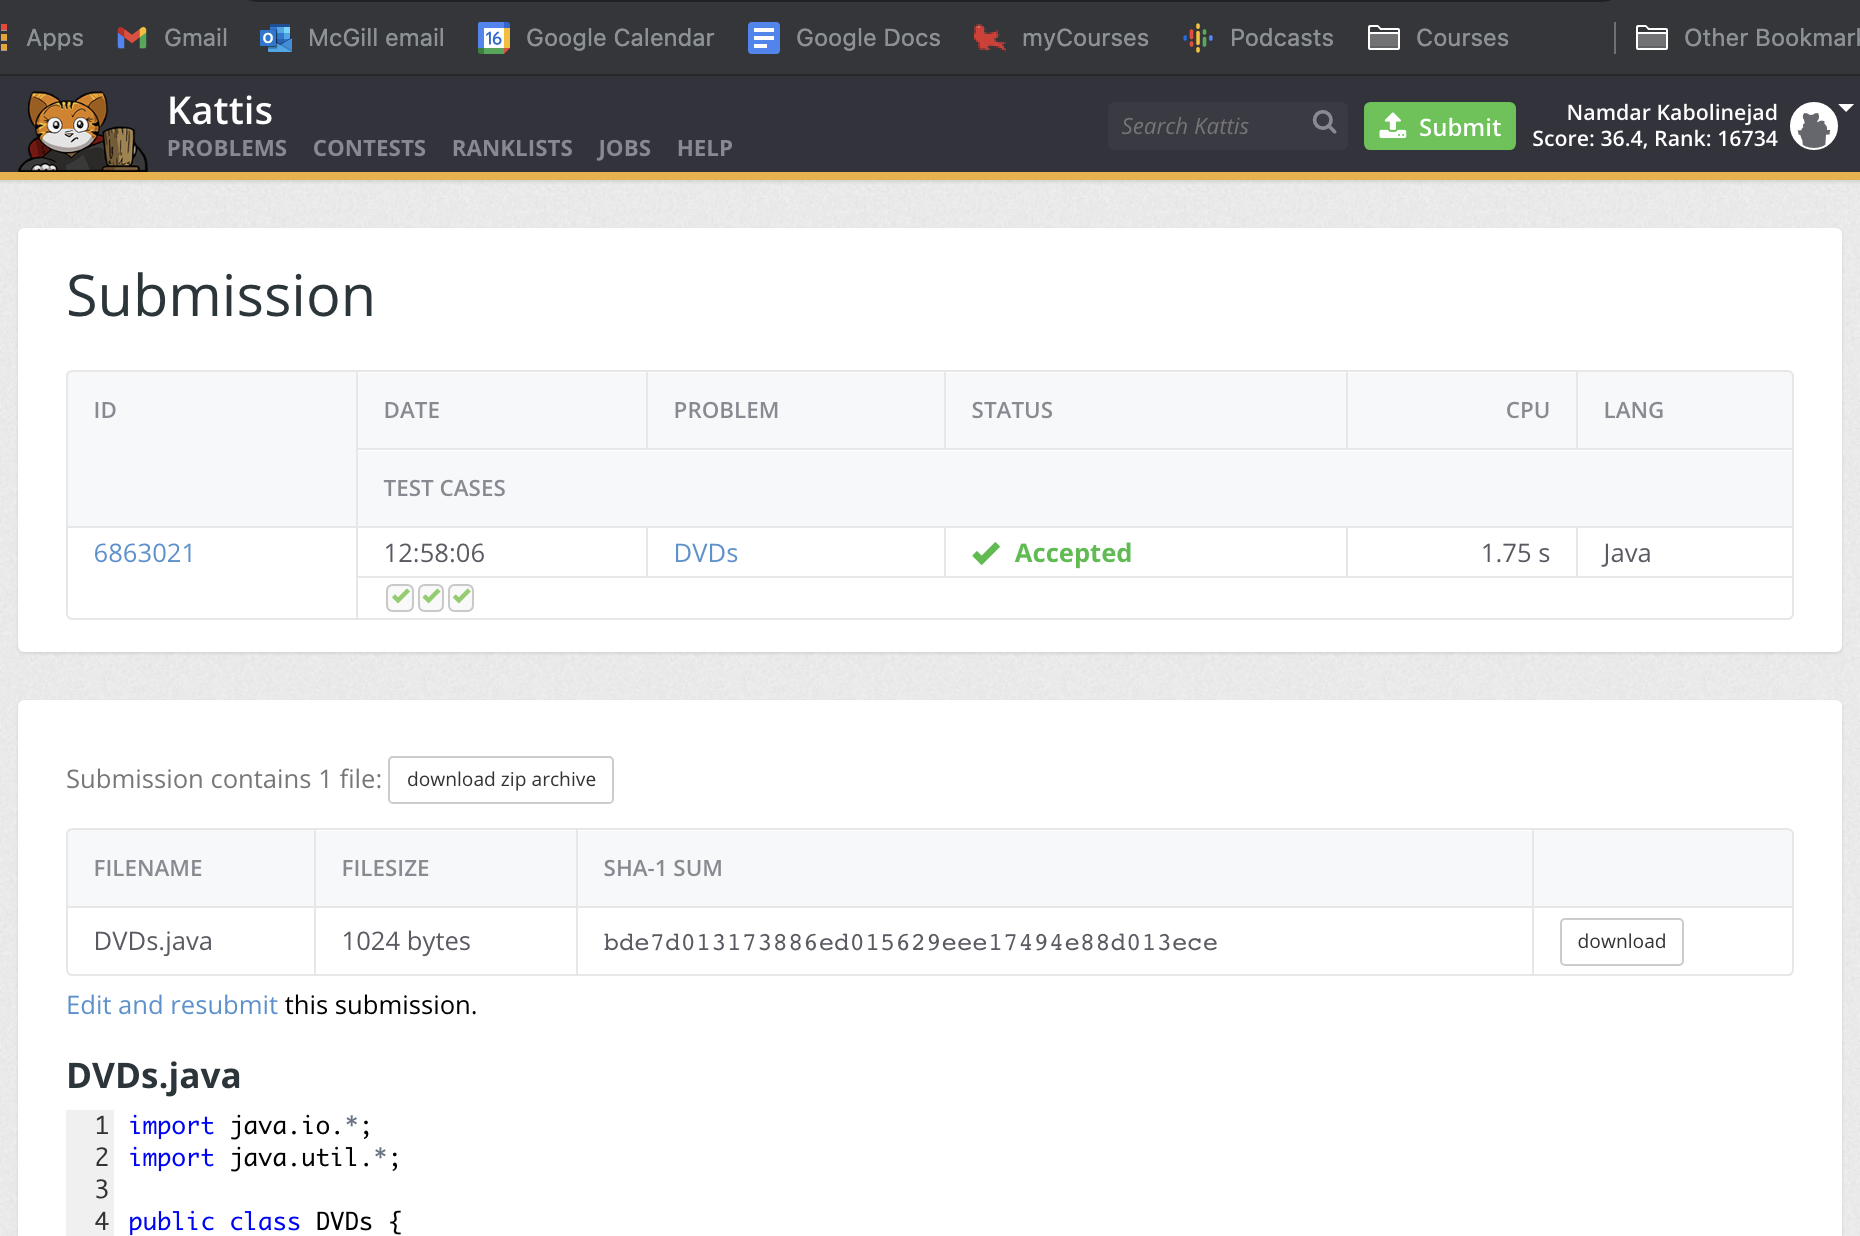 Apps Gmail McGill email 16 Google Calendar Google Docs myCourses Podcasts Courses Other Bookmark
Kattis
PROBLEMS CONTESTS RANKLISTS JOBS HELP
Search Kattis
Submit
Namdar Kabolinejad
Score: 36.4, Rank: 16734
Submission
ID DATE PROBLEM STATUS CPU LANG
TEST CASES
6863021 12:58:06 DVDs Accepted 1.75 s Java
Submission contains 1 file: download zip archive
FILENAME FILESIZE SHA-1 SUM
DVDs.java 1024 bytes bde7d013173886ed015629eee17494e88d013ece download
Edit and resubmit this submission.
DVDs.java
1 import java.io.*;
2 import java.util.*;
3
4 public class DVDs {